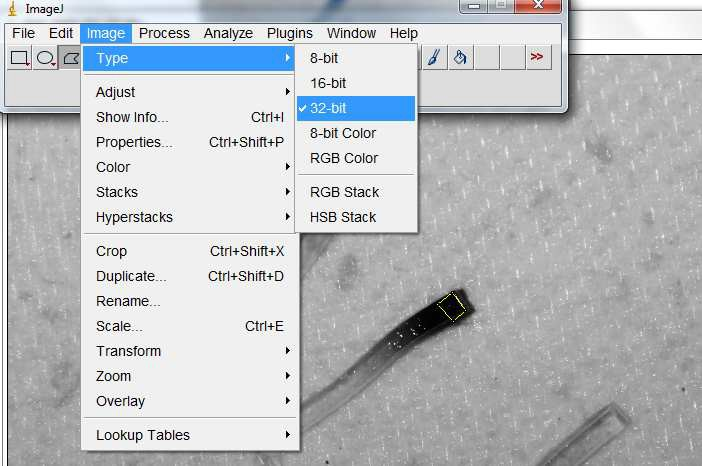 ImageJ
File Edit Image Process Analyze Plugins Window Help
>>
Type
Adjust
Show Info... Ctrl+I
Properties... Ctrl+Shift+P
Color
Stacks
Hyperstacks
Crop Ctrl+Shift+X
Duplicate... Ctrl+Shift+D
Rename...
Scale... Ctrl+E
Transform
Zoom
Overlay
Lookup Tables
8-bit
16-bit
32-bit
8-bit Color
RGB Color
RGB Stack
HSB Stack